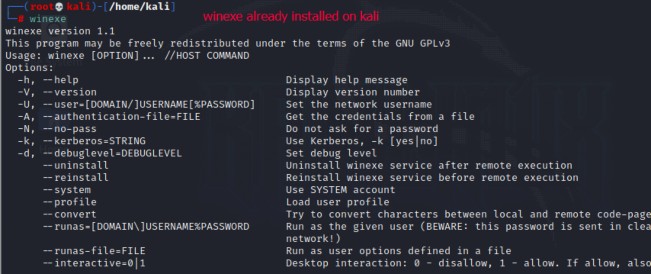 (root💀kali)-[/home/kali]
# winexe
winexe already installed on kali
winexe version 1.1
This program may be freely redistributed under the terms of the GNU GPLv3
Usage: winexe [OPTION]... //HOST COMMAND
Options:
-h, --help Display help message
-V, --version Display version number
-U, --user=[DOMAIN/]USERNAME[%PASSWORD] Set the network username
-A, --authentication-file=FILE Get the credentials from a file
-N, --no-pass Do not ask for a password
-k, --kerberos=STRING Use Kerberos, -k [yes|no]
-d, --debuglevel=DEBUGLEVEL Set debug level
--uninstall Uninstall winexe service after remote execution
--reinstall Reinstall winexe service before remote execution
--system Use SYSTEM account
--profile Load user profile
--convert Try to convert characters between local and remote code-page
--runas=[DOMAIN\]USERNAME%PASSWORD Run as the given user (BEWARE: this password is sent in clea
network!)
--runas-file=FILE Run as user options defined in a file
--interactive=0|1 Desktop interaction: 0 - disallow, 1 - allow. If allow, also